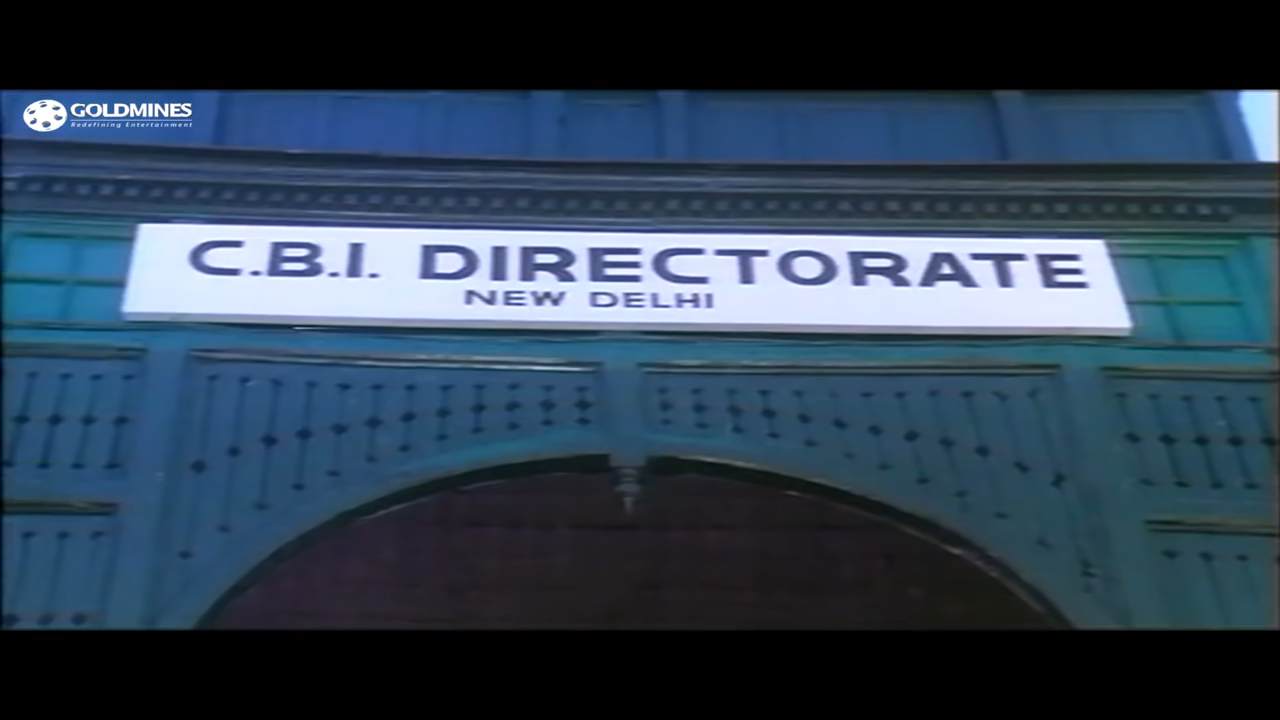 GOLDMINES
Redefining Entertainment
C.B.I. DIRECTORATE
NEW DELHI